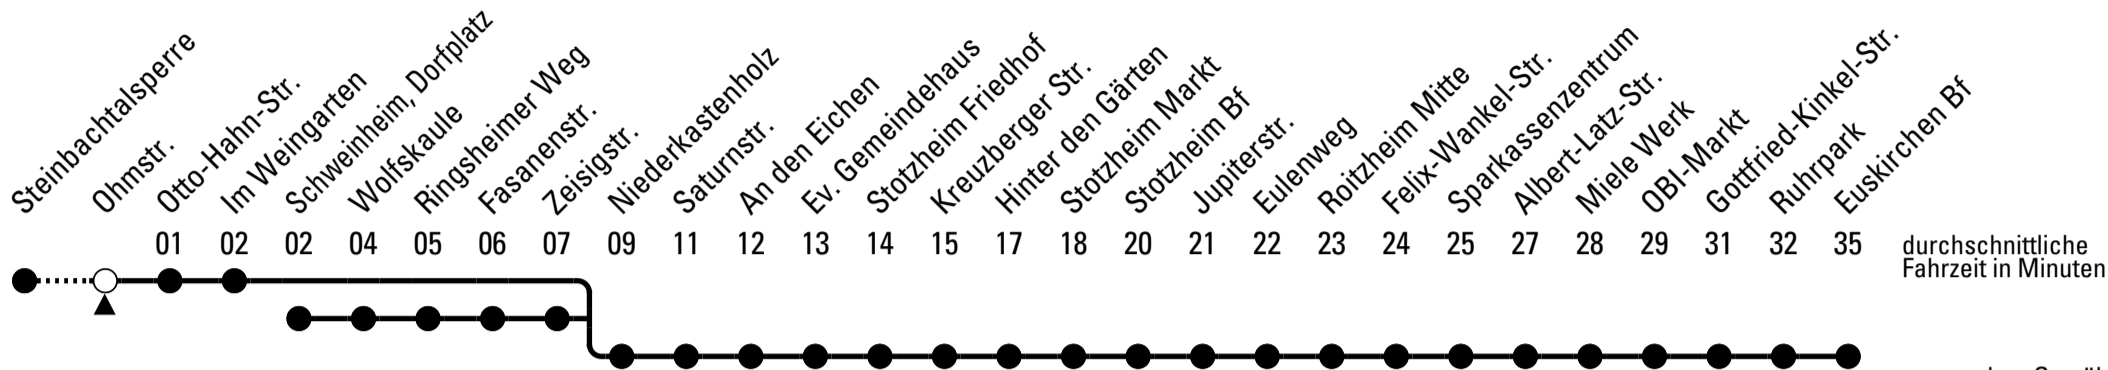 Steinbachtalsperre
Ohmstr.
Otto-Hahn-Str.
Im Weingarten
Schweinheim, Dorfplatz
Wolfskaule
Ringsheimer Weg
Fasanenstr.
Zeisigstr.
Niederkastenholz
Saturnstr.
An den Eichen
Ev. Gemeindehaus
Stotzheim Friedhof
Kreuzberger Str.
Hinter den Gärten
Stotzheim Markt
Stotzheim Bf
Jupiterstr.
Eulenweg
Roitzheim Mitte
Felix-Wankel-Str.
Sparkassenzentrum
Albert-Latz-Str.
Miele Werk
OBI-Markt
Gottfried-Kinkel-Str.
Ruhrpark
Euskirchen Bf
01 02 02 04 05 06 07 09 11 12 13 14 15 17 18 20 21 22 23 24 25 27 28 29 31 32 35
durchschnittliche
Fahrzeit in Minuten